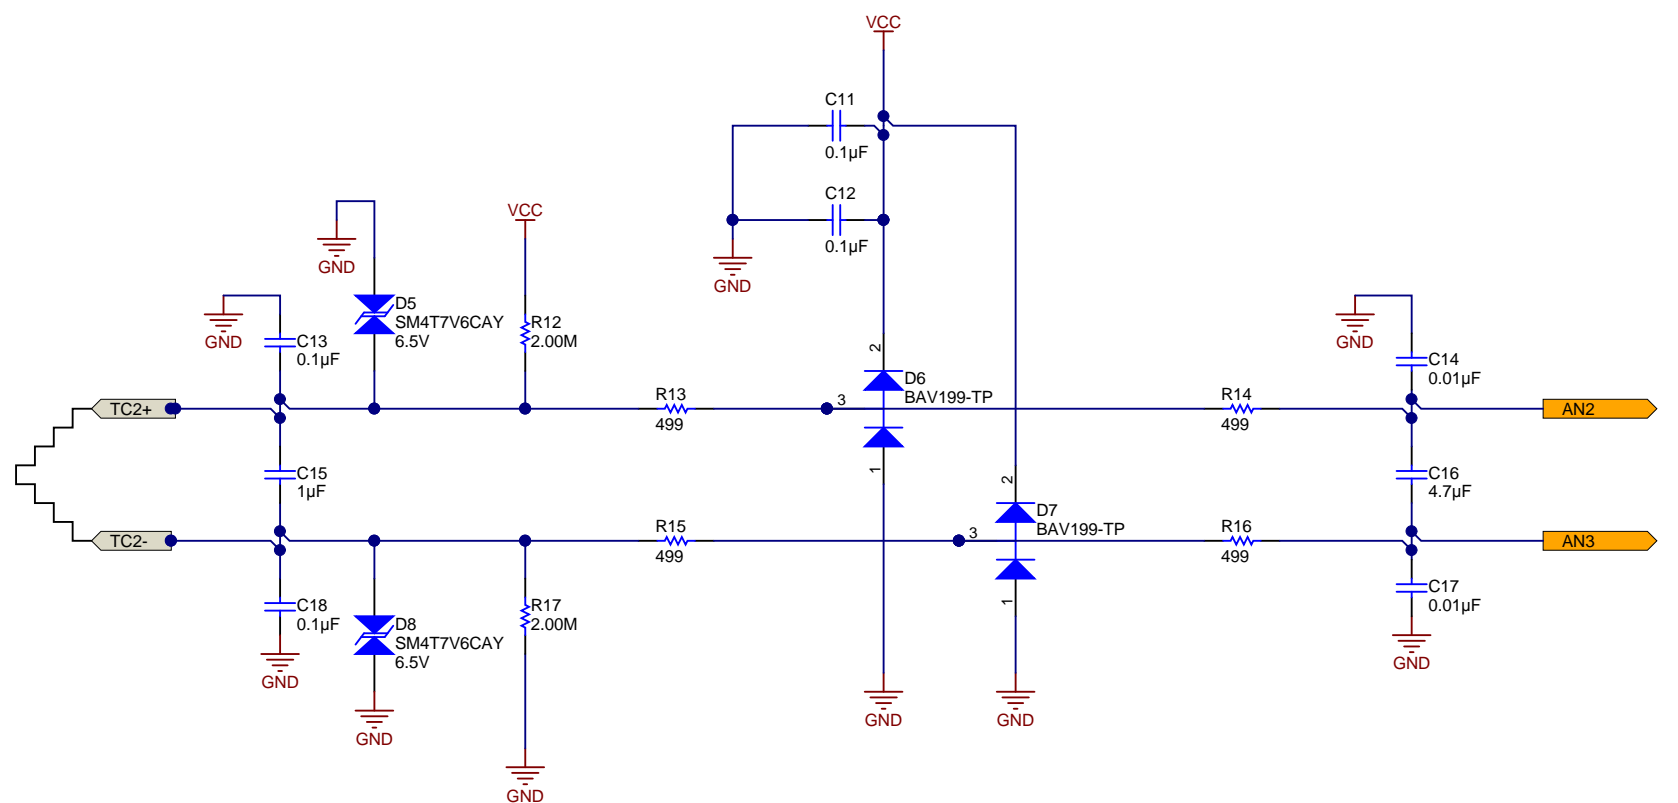 VCC
C11
0.1µF
C12
0.1µF
GND
VCC
GND
D5
SM4T7V6CAY
6.5V
R12
2.00M
GND
C13
0.1µF
GND
C14
0.01µF
2
D6
BAV199-TP
TC2+
R13
499
3
R14
499
AN2
1
C15
1µF
C16
4.7µF
2
D7
BAV199-TP
TC2-
R15
499
3
R16
499
AN3
1
C18
0.1µF
GND
D8
SM4T7V6CAY
6.5V
R17
2.00M
C17
0.01µF
GND
GND
GND
GND
GND